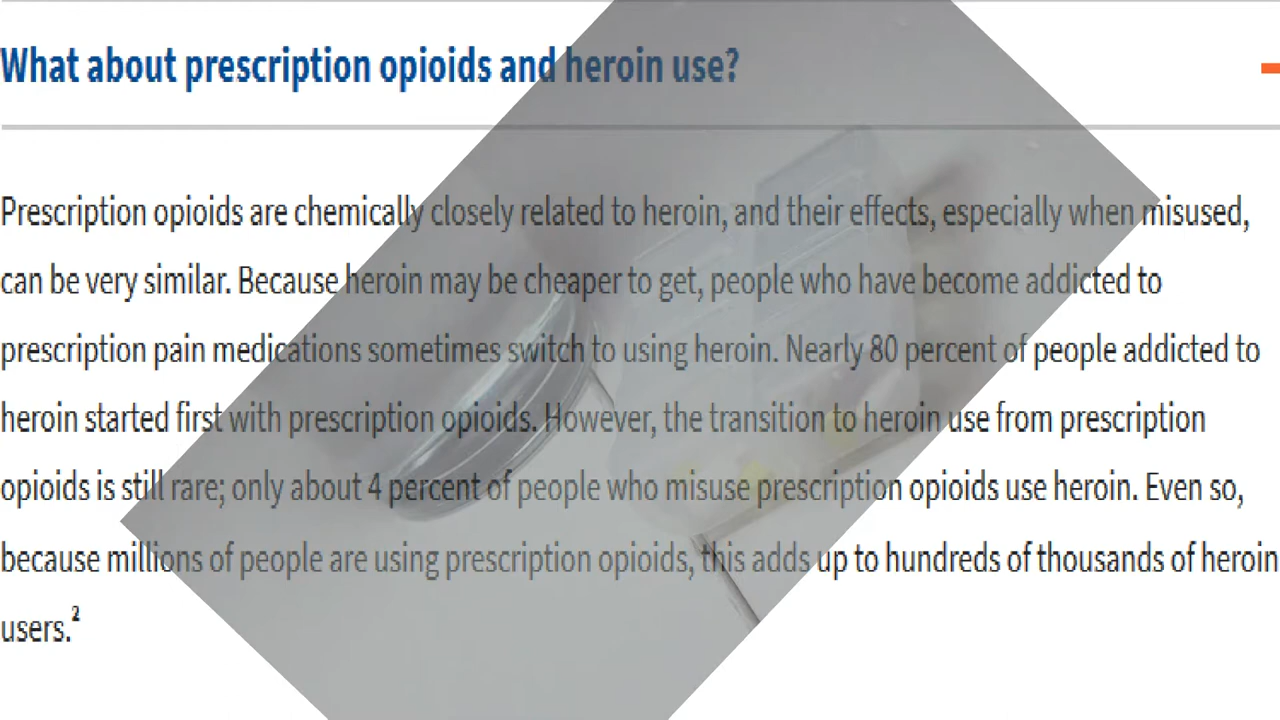 What about prescription opioids and heroin use?
Prescription opioids are chemically closely related to heroin, and their effects, especially when misused,
can be very similar. Because heroin may be cheaper to get, people who have become addicted to
prescription pain medications sometimes switch to using heroin. Nearly 80 percent of people addicted to
heroin started first with prescription opioids. However, the transition to heroin use from prescription
opioids is still rare; only about 4 percent of people who misuse prescription opioids use heroin. Even so,
because millions of people are using prescription opioids, this adds up to hundreds of thousands of heroin
users.²